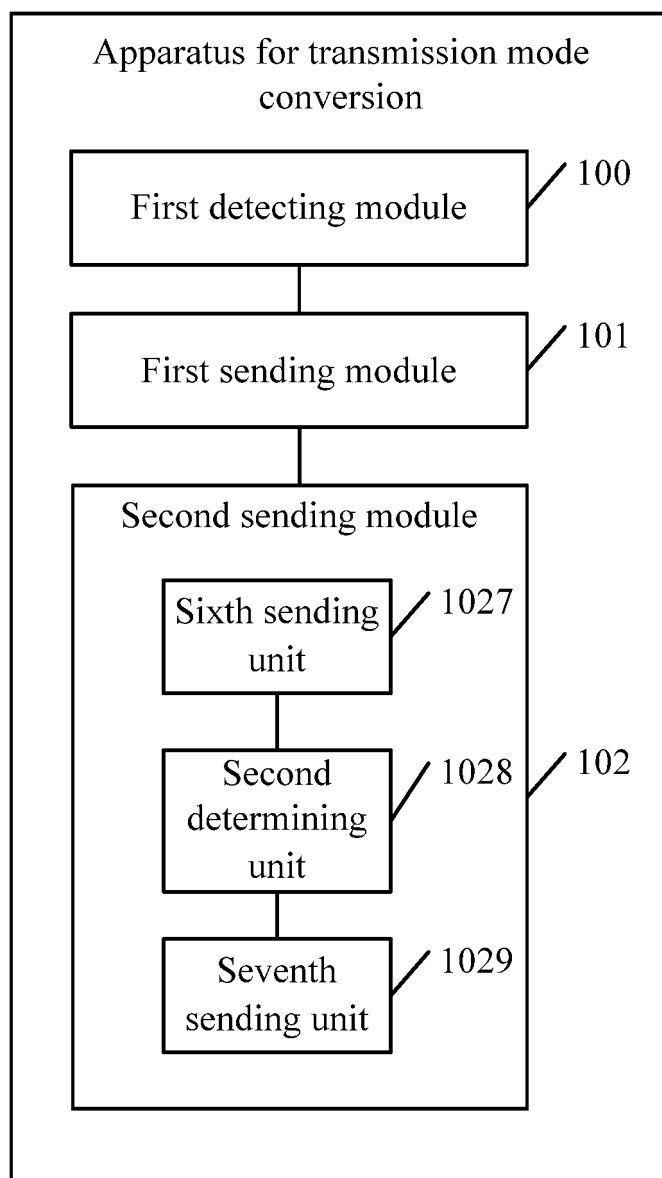 Apparatus for transmission mode
conversion
First detecting module
100
First sending module
101
Second sending module
Sixth sending
unit
1027
Second
determining
unit
1028
102
Seventh
sending unit
1029